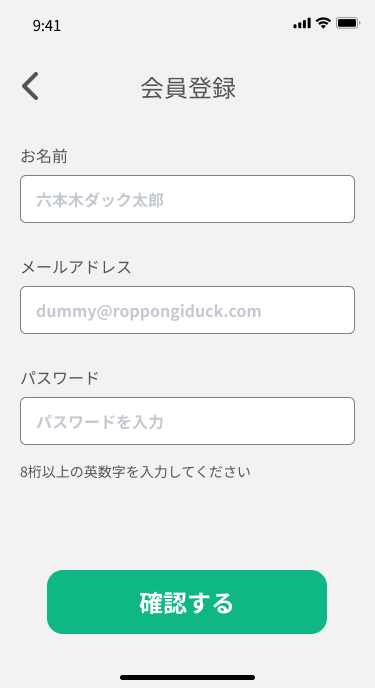 9:41
会員登録
お名前
六本木ダック太郎
メールアドレス
dummy@roppongiduck.com
パスワード
パスワードを入力
8桁以上の英数字を入力してください
確認する